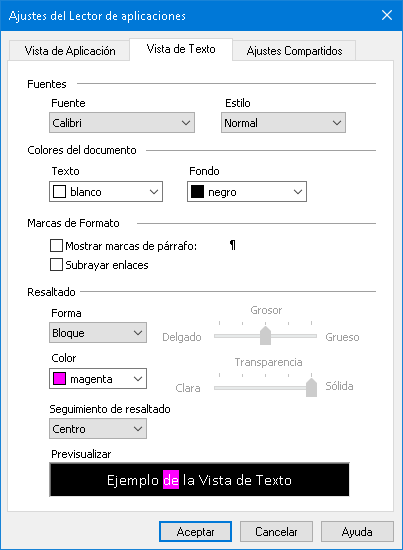 Ajustes del Lector de aplicaciones
Vista de Aplicación Vista de Texto Ajustes Compartidos
Fuentes
Fuente Estilo
Calibri Normal
Colores del documento
Texto Fondo
blanco negro
Marcas de Formato
Mostrar marcas de párrafo: ¶
Subrayar enlaces
Resaltado
Forma Grosor
Bloque Delgado Grueso
Color Transparencia
magenta Clara Sólida
Seguimiento de resaltado
Centro
Previsualizar
Ejemplo de la Vista de Texto
Aceptar Cancelar Ayuda